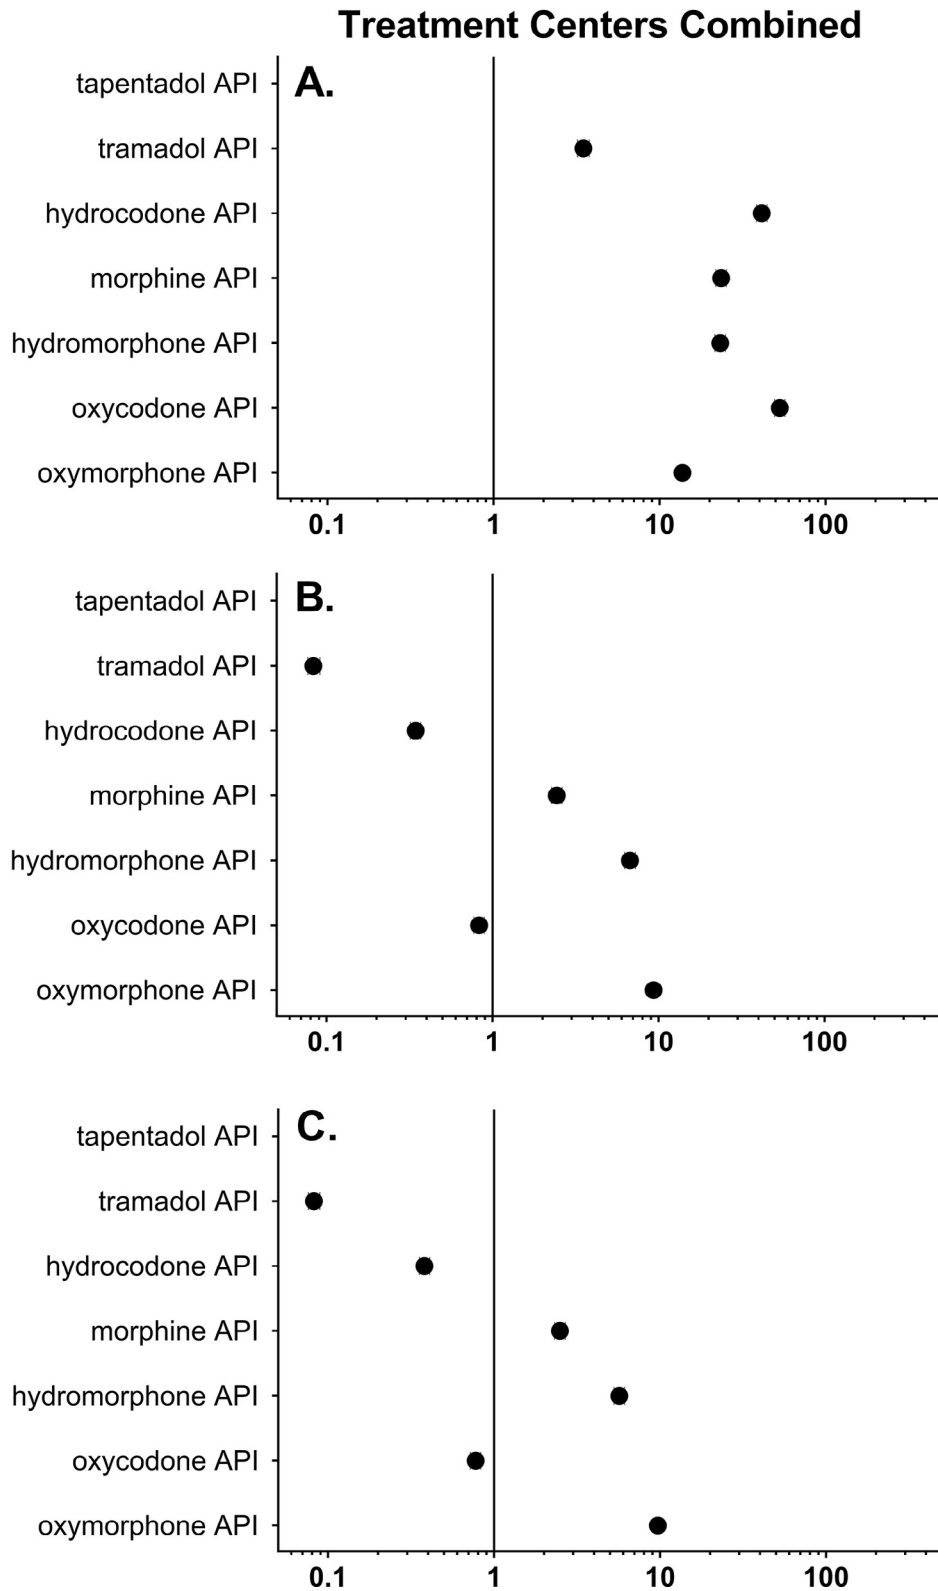 Treatment Centers Combined
A.
tapentadol API
tramadol API
hydrocodone API
morphine API
hydromorphone API
oxycodone API
oxymorphone API
0.1 1 10 100
B.
tapentadol API
tramadol API
hydrocodone API
morphine API
hydromorphone API
oxycodone API
oxymorphone API
0.1 1 10 100
C.
tapentadol API
tramadol API
hydrocodone API
morphine API
hydromorphone API
oxycodone API
oxymorphone API
0.1 1 10 100